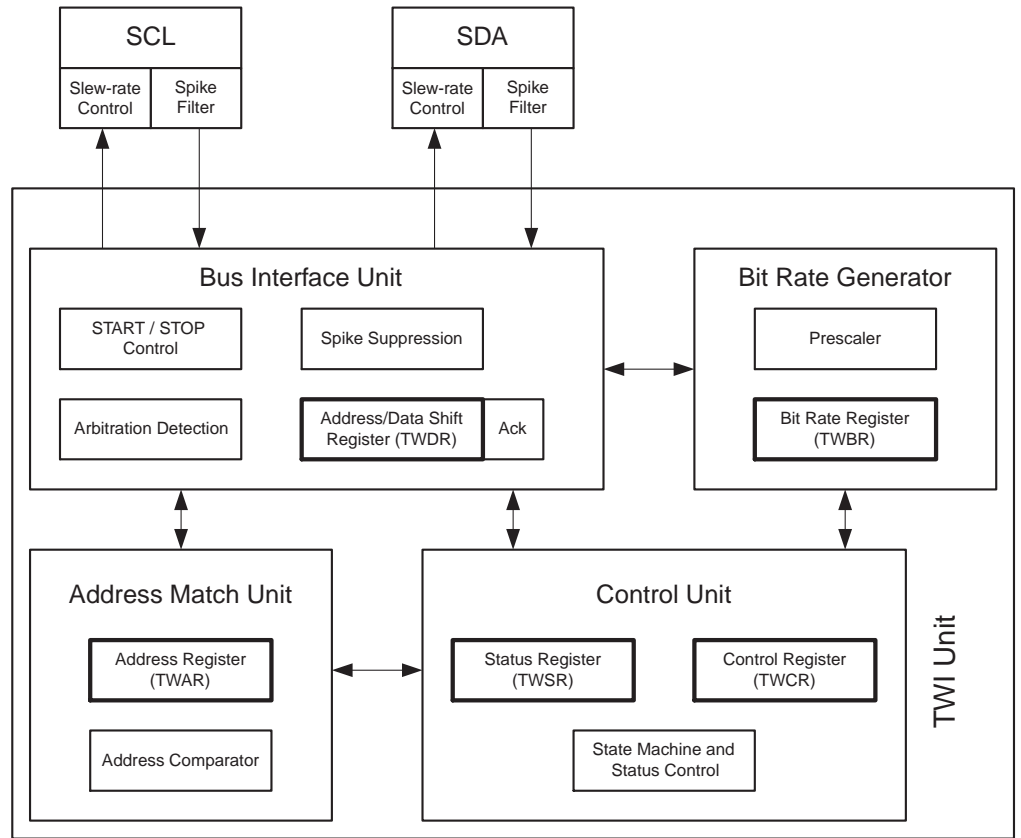 SCL
SDA
Slew-rate
Control
Spike
Filter
Slew-rate
Control
Spike
Filter
Bus Interface Unit
START / STOP
Control
Spike Suppression
Arbitration Detection
Address/Data Shift
Register (TWDR)
Ack
Bit Rate Generator
Prescaler
Bit Rate Register
(TWBR)
Address Match Unit
Address Register
(TWAR)
Address Comparator
Control Unit
Status Register
(TWSR)
Control Register
(TWCR)
State Machine and
Status Control
TWI Unit